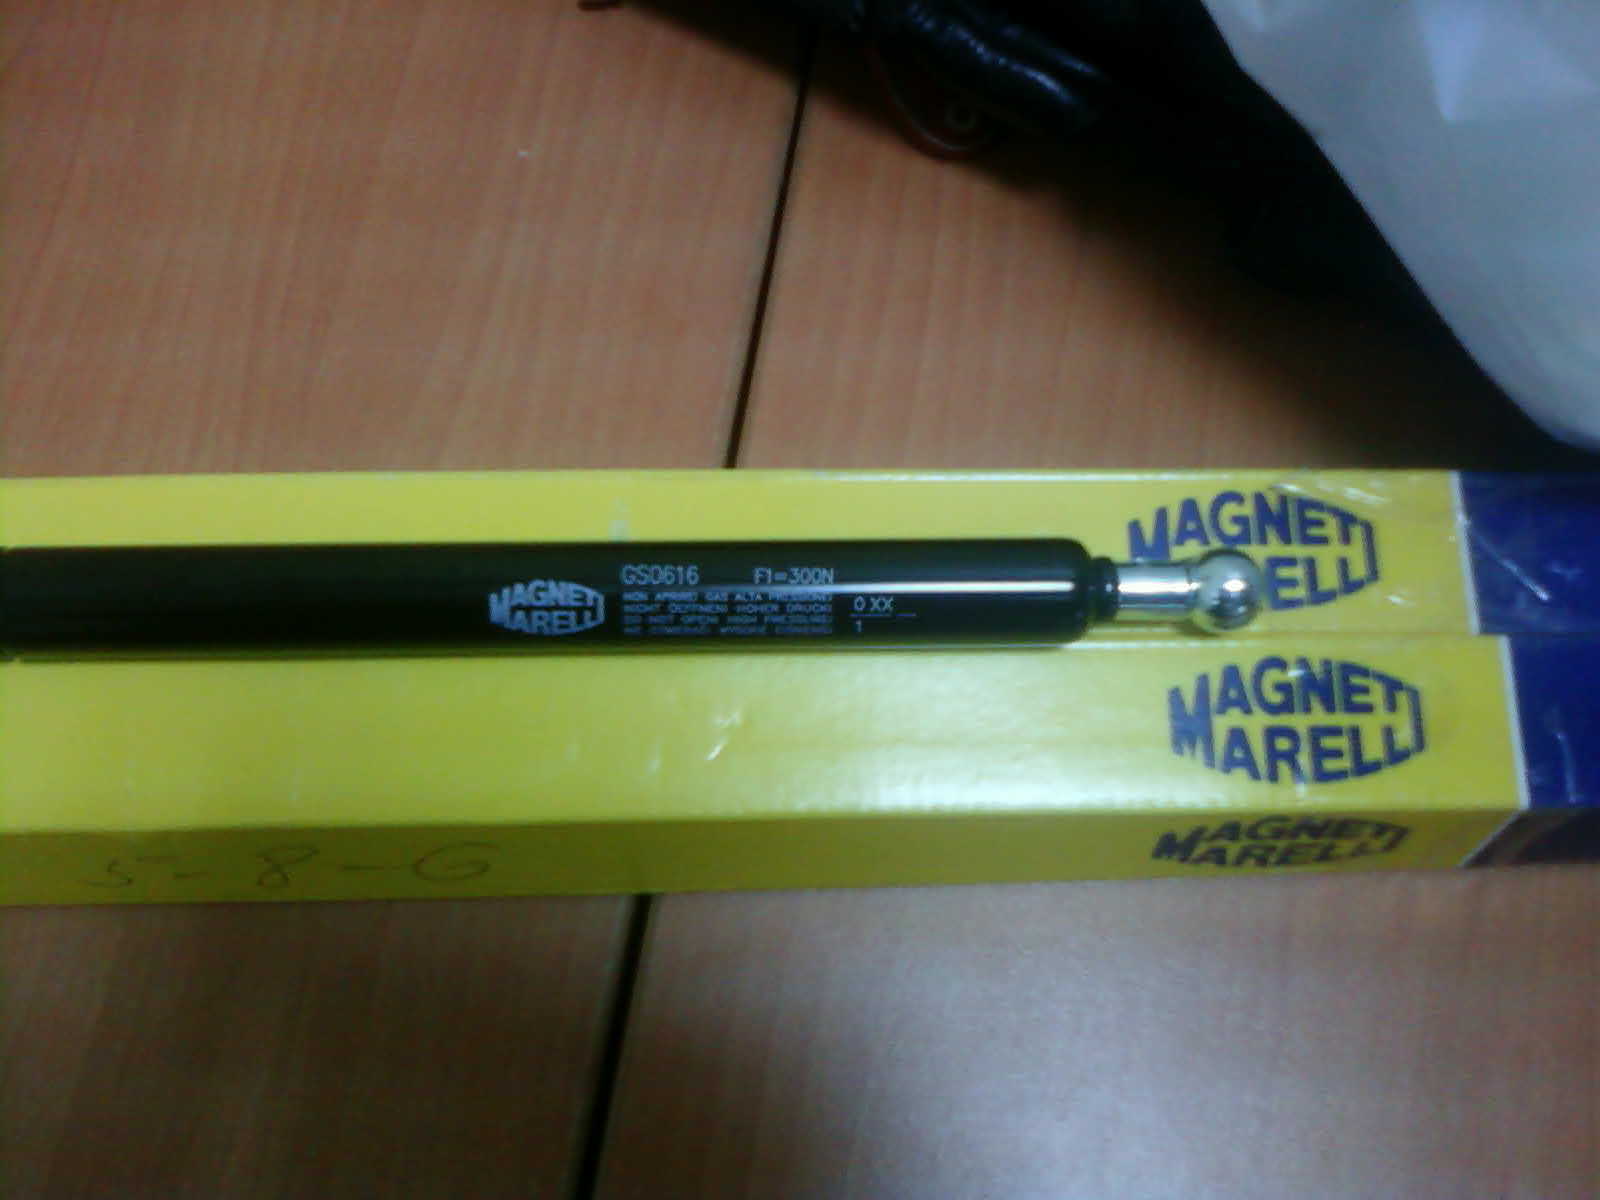 MAGNETI
MARELLI
MAGNETI
MARELLI
GS0616 F1=300N
NON APRIRE! GAS ALTA PRESSIONE!
NICHT OEFFNEN! HOHER DRUCK!
DO NOT OPEN! HIGH PRESSURE!
0 XX
1
MAGNETI
MARELLI
MAGNETI
MARELLI
5-8-G